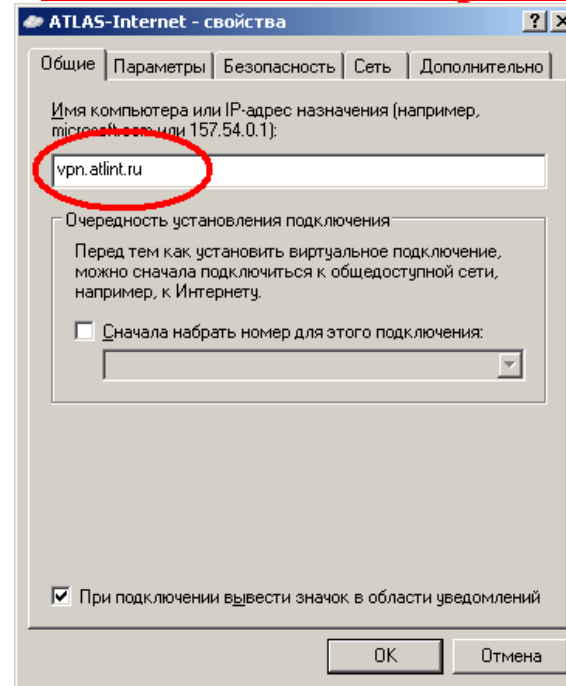 ATLAS-Internet - свойства
Общие Параметры Безопасность Сеть Дополнительно
Имя компьютера или IP-адрес назначения (например,
microsoft.com или 157.54.0.1):
vpn.atlint.ru
Очередность установления подключения
Перед тем как установить виртуальное подключение,
можно сначала подключиться к общедоступной сети,
например, к Интернету.
Сначала набрать номер для этого подключения:
При подключении вывести значок в области уведомлений
OK Отмена